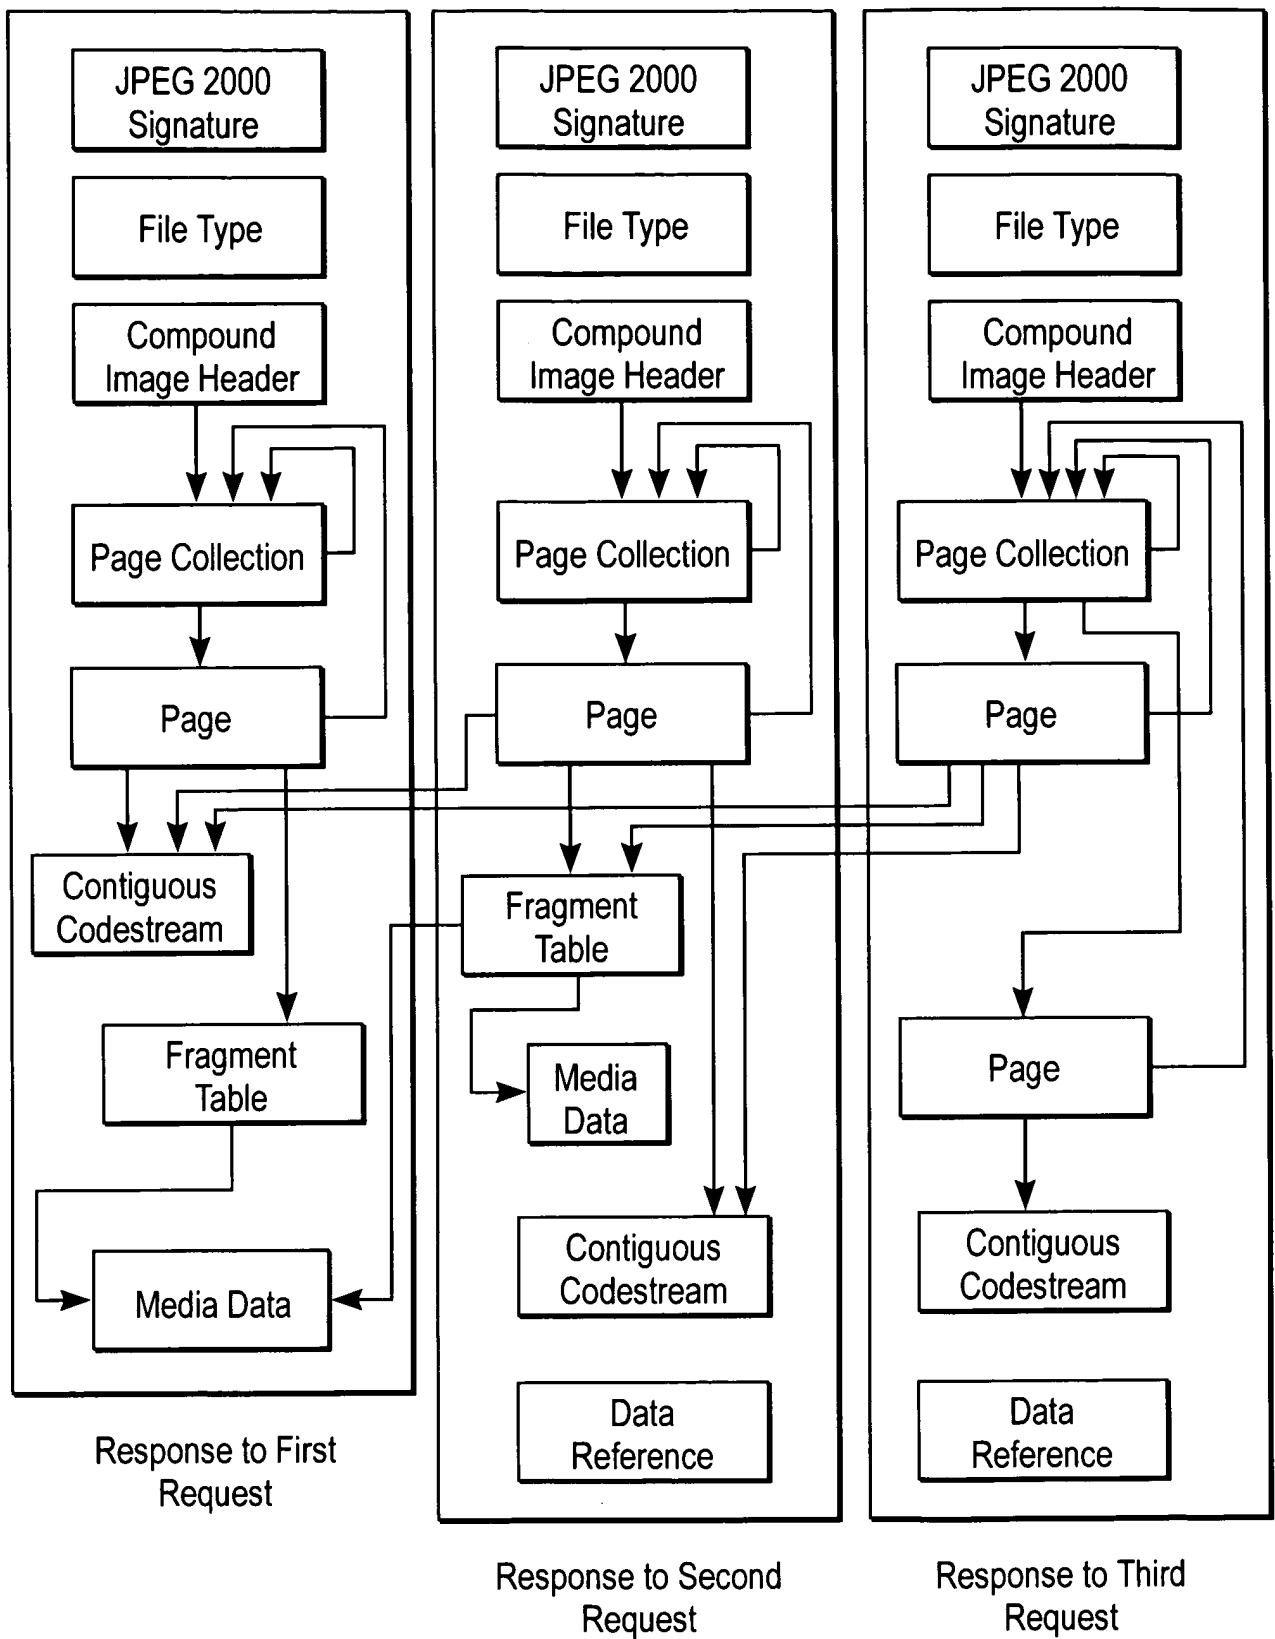 JPEG 2000
Signature
File Type
Compound
Image Header
Page Collection
Page
Contiguous
Codestream
Fragment
Table
Media Data
Response to First
Request
JPEG 2000
Signature
File Type
Compound
Image Header
Page Collection
Page
Fragment
Table
Media
Data
Contiguous
Codestream
Data
Reference
Response to Second
Request
JPEG 2000
Signature
File Type
Compound
Image Header
Page Collection
Page
Page
Contiguous
Codestream
Data
Reference
Response to Third
Request